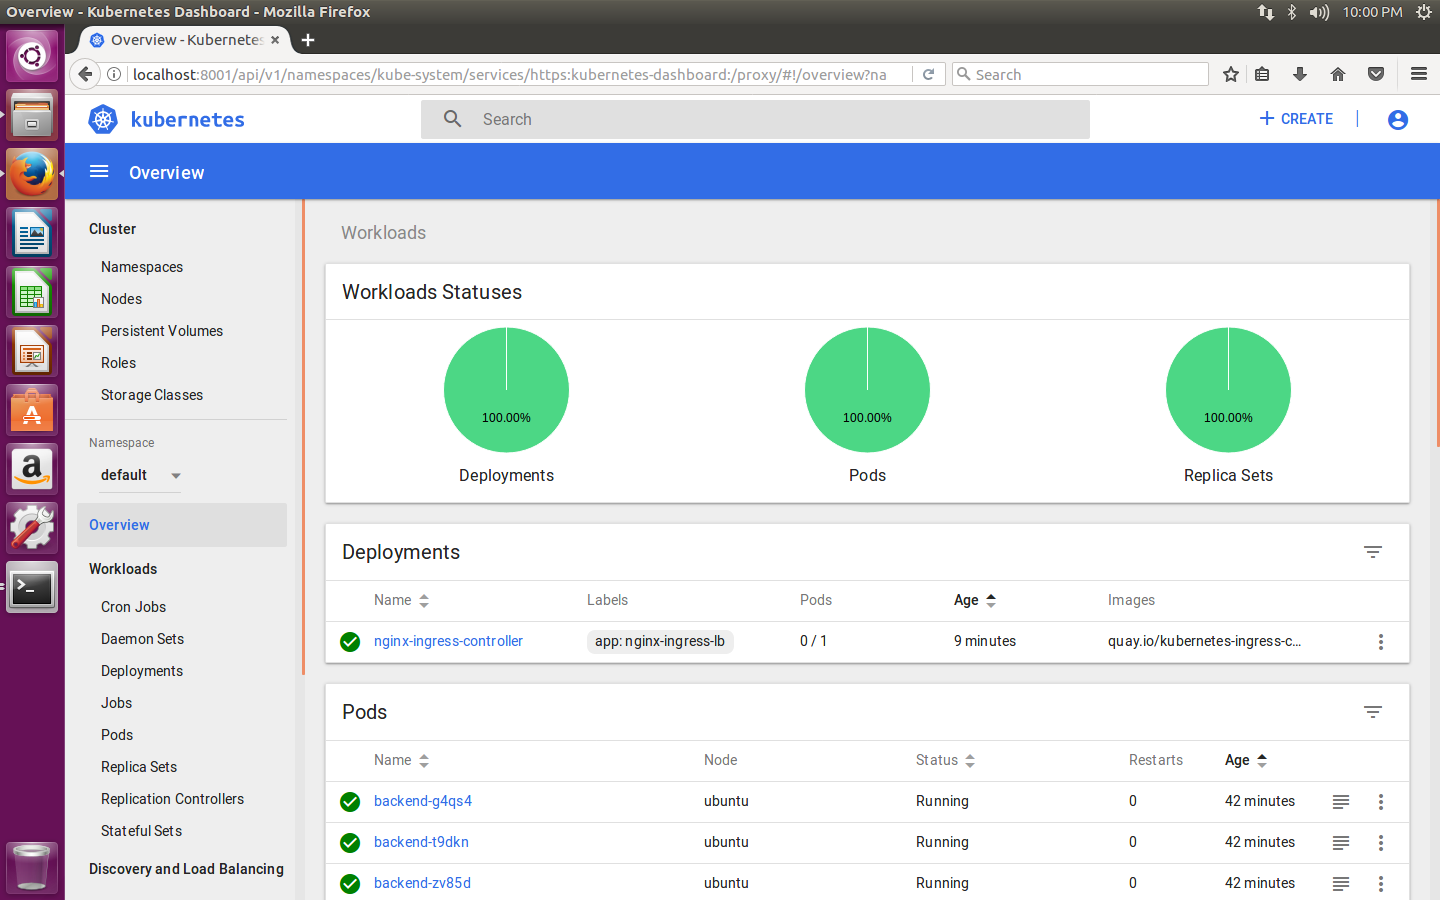 Overview - Kubernetes Dashboard - Mozilla Firefox
10:00 PM
Overview - Kubernetes
localhost:8001/api/v1/namespaces/kube-system/services/https:kubernetes-dashboard:/proxy/#!/overview?na
Search
kubernetes
Search
+ CREATE
Overview
Cluster
Namespaces
Nodes
Persistent Volumes
Roles
Storage Classes
Namespace
default
Overview
Workloads
Cron Jobs
Daemon Sets
Deployments
Jobs
Pods
Replica Sets
Replication Controllers
Stateful Sets
Discovery and Load Balancing
Workloads
Workloads Statuses
100.00% 100.00% 100.00%
Deployments Pods Replica Sets
Deployments
Name Labels Pods Age Images
nginx-ingress-controller app: nginx-ingress-lb 0 / 1 9 minutes quay.io/kubernetes-ingress-c...
Pods
Name Node Status Restarts Age
backend-g4qs4 ubuntu Running 0 42 minutes
backend-t9dkn ubuntu Running 0 42 minutes
backend-zv85d ubuntu Running 0 42 minutes